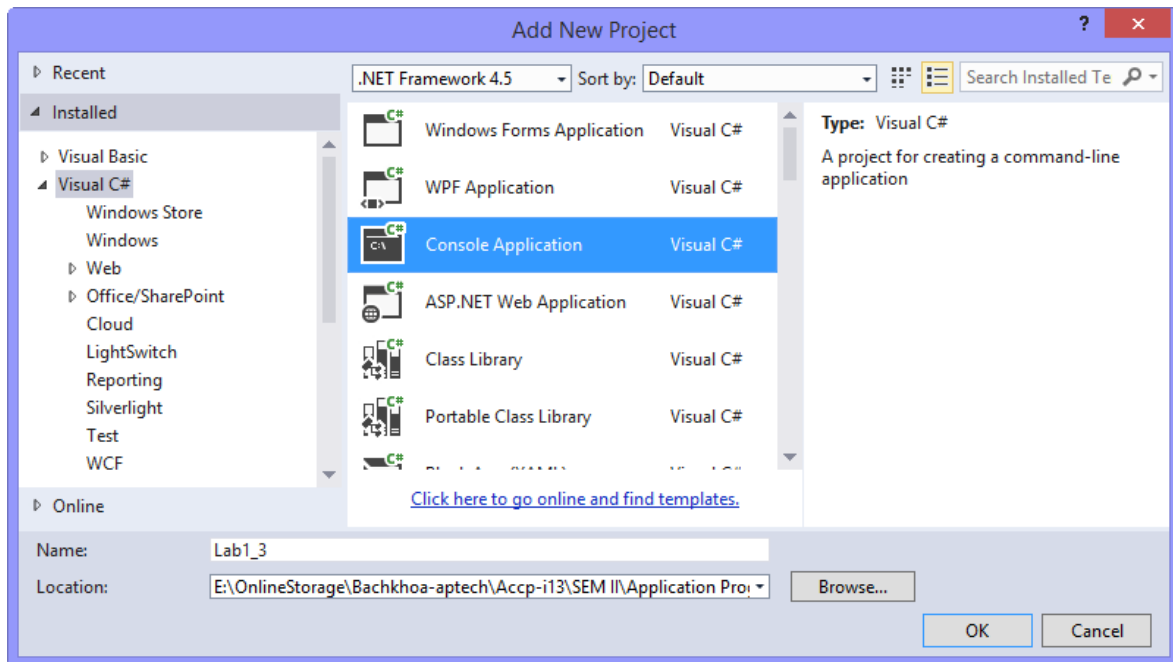 Add New Project
? ×
Recent
.NET Framework 4.5 Sort by: Default Search Installed Te
Installed
Visual Basic
Visual C#
Windows Store
Windows
Web
Office/SharePoint
Cloud
LightSwitch
Reporting
Silverlight
Test
WCF
Online
C# Windows Forms Application Visual C#
C# WPF Application Visual C#
C# C:\ Console Application Visual C#
C# ASP.NET Web Application Visual C#
C# Class Library Visual C#
C# Portable Class Library Visual C#
C#
Click here to go online and find templates.
Type: Visual C#
A project for creating a command-line
application
Name: Lab1_3
Location: E:\OnlineStorage\Bachkhoa-aptech\Accp-i13\SEM II\Application Pro
Browse...
OK Cancel